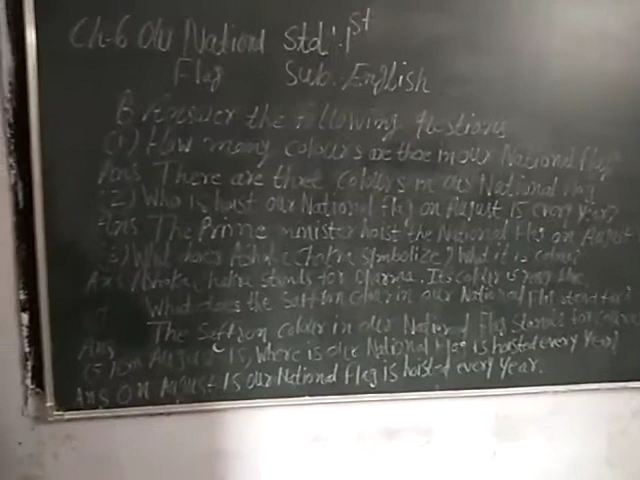 Ch-6 Our National Std:-1st
Flag Sub:-English
B Answer the following questions
(1) How many colours are there in our National flag
Ans There are three colours in our National flag
(2) Who is hoist our National flag on August 15 every year?
Ans The Prime minister hoist the National Flag on August
(3) What does Ashoka Chakra symbolize? What it is colour?
Ans Ashoka chakra stands for Its colour is
What does the Saffron colour in our National Flag stand for?
The Saffron colour in our National Flag stands for
Ans
(5) On August 15, Where is our National Flag is hoisted every year?
Ans On August 15 our National Flag is hoisted every year.